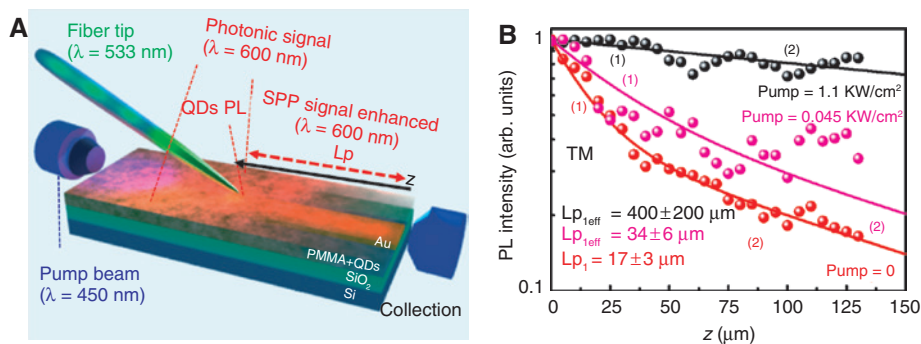 A
Fiber tip
(λ = 533 nm)
Photonic signal
(λ = 600 nm)
QDs PL
SPP signal enhanced
(λ = 600 nm)
Lp
z
Au
PMMA+QDs
SiO2
Si
Pump beam
(λ = 450 nm)
Collection
B
PL intensity (arb. units)
1
0.1
(1)
(2)
Pump = 1.1 KW/cm²
(1)
Pump = 0.045 KW/cm²
(1)
TM
Lp1eff = 400±200 μm
Lp1eff = 34±6 μm
Lp1 = 17±3 μm
(2)
(2)
Pump = 0
0 25 50 75 100 125 150
z (μm)